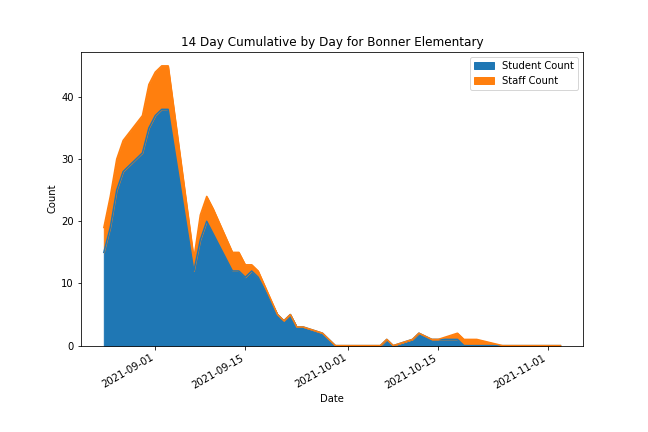 14 Day Cumulative by Day for Bonner Elementary
Student Count
Staff Count
Count
40
30
20
10
0
2021-09-01
2021-09-15
2021-10-01
2021-10-15
2021-11-01
Date